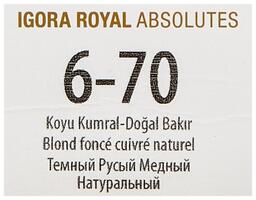 IGORA ROYAL ABSOLUTES
6-70
Koyu Kumral-Doğal Bakır
Blond foncé cuivré naturel
Темный Русый Медный
Натуральный